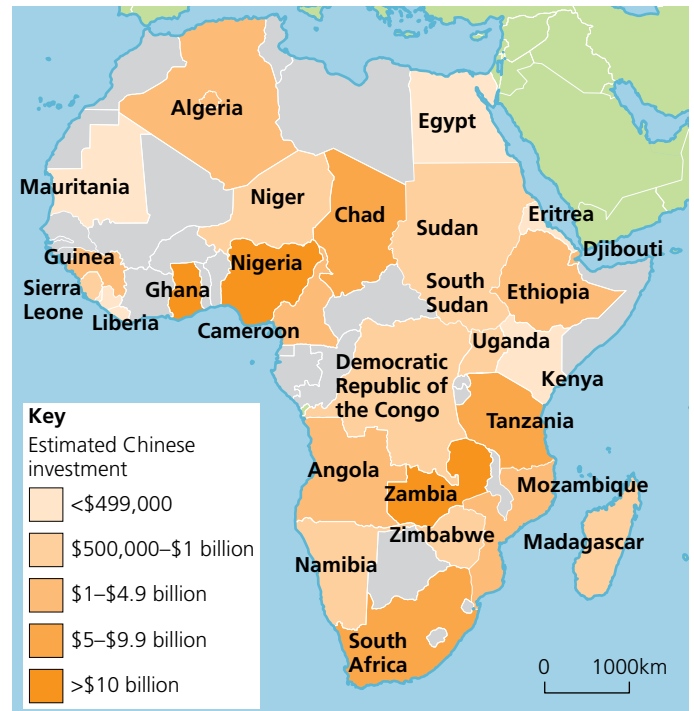 Algeria
Egypt
Mauritania
Niger
Chad
Sudan
Eritrea
Djibouti
Guinea
Nigeria
Sierra
Leone
Ghana
South
Sudan
Ethiopia
Liberia
Cameroon
Uganda
Democratic
Republic of
the Congo
Kenya
Tanzania
Angola
Zambia
Mozambique
Zimbabwe
Madagascar
Namibia
South
Africa
0 1000km
Key
Estimated Chinese
investment
<$499,000
$500,000–$1 billion
$1–$4.9 billion
$5–$9.9 billion
>$10 billion